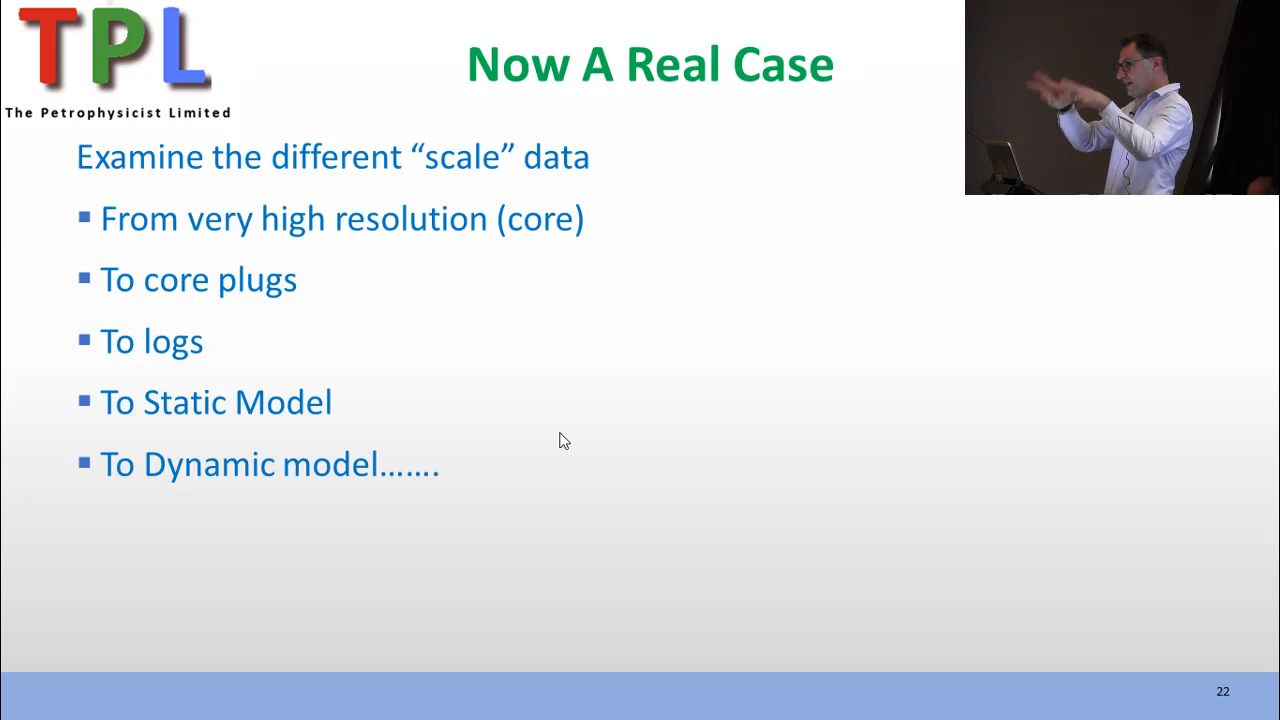 TPL
The Petrophysicist Limited
Now A Real Case
Examine the different “scale” data
▪ From very high resolution (core)
▪ To core plugs
▪ To logs
▪ To Static Model
▪ To Dynamic model…….
22